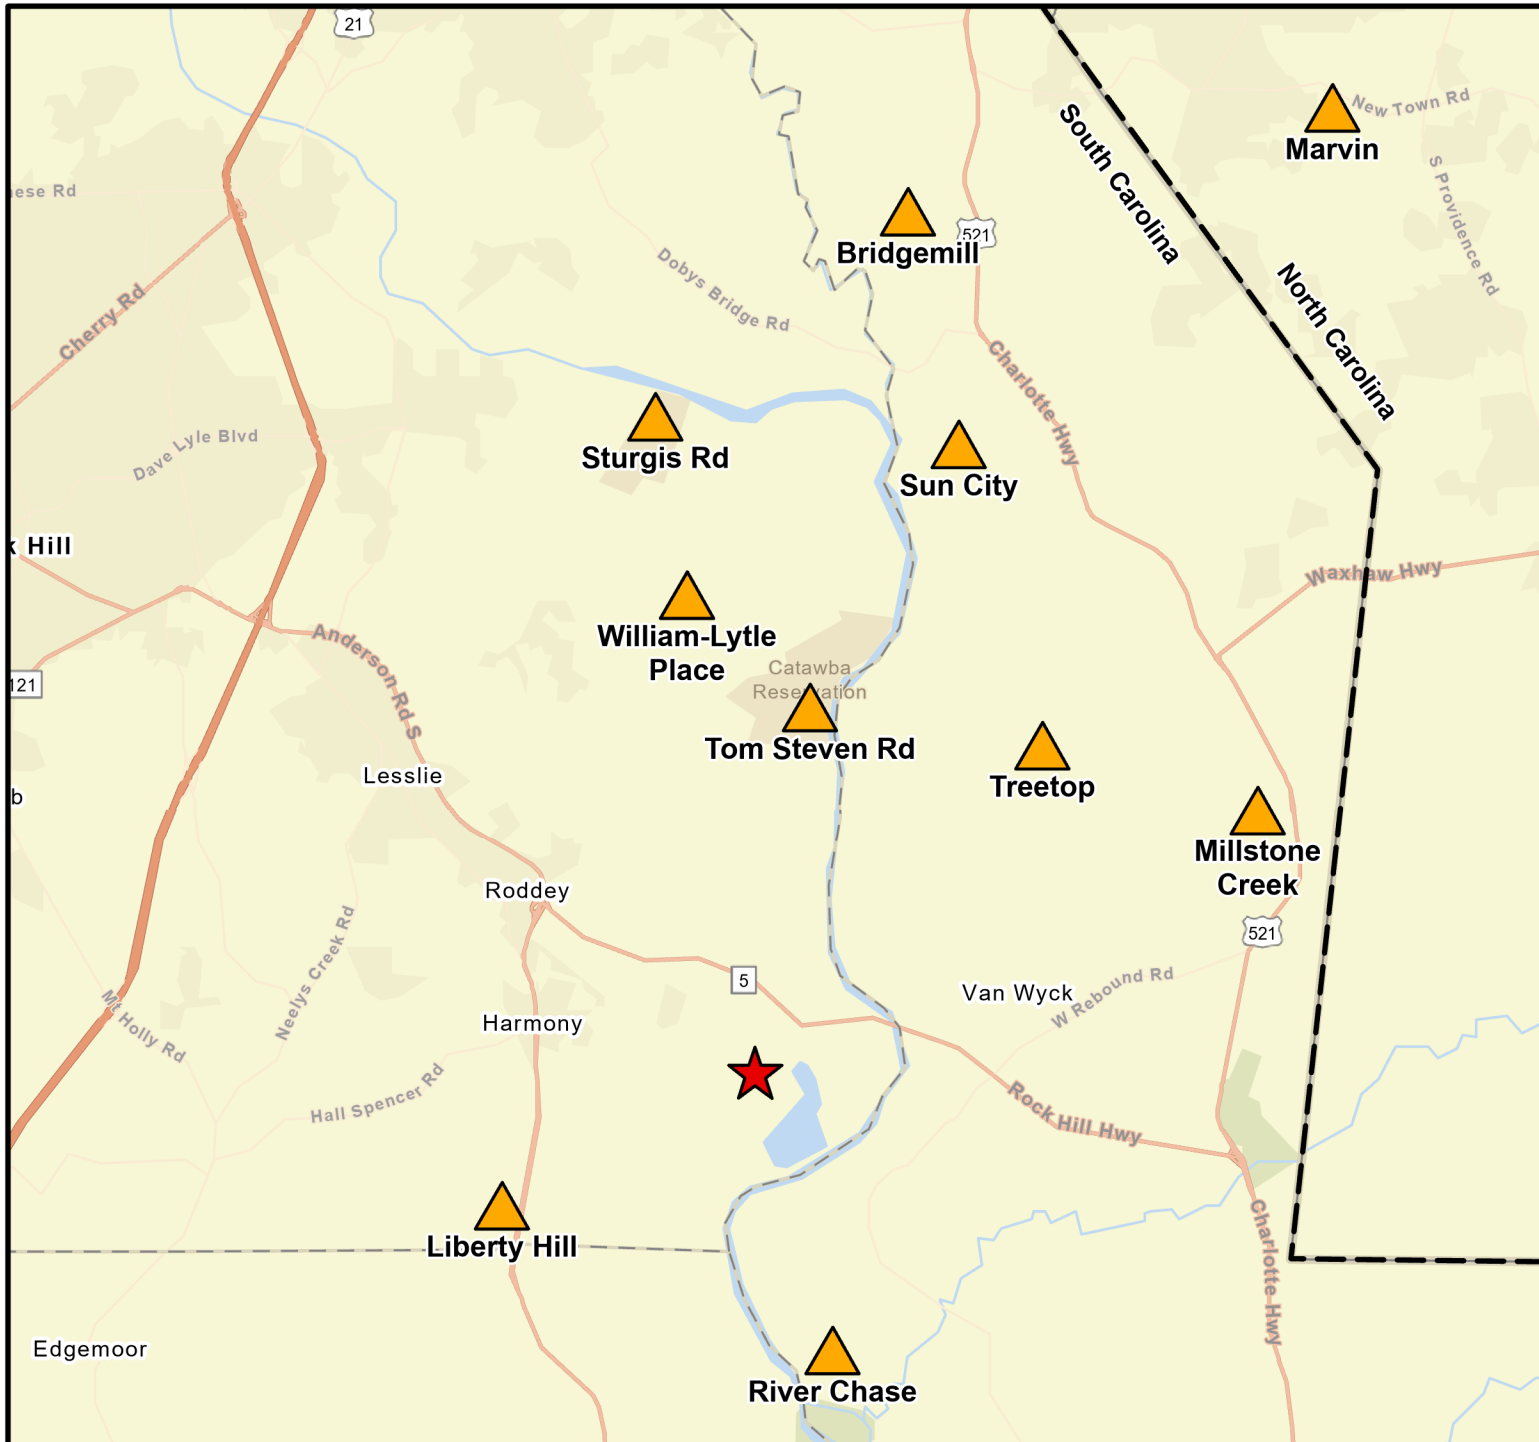 21
New Town Rd
Marvin
South Carolina
S Providence Rd
Bridgemill
521
Dobys Bridge Rd
North Carolina
Cherry Rd
Charlotte Hwy
Dave Lyle Blvd
Sturgis Rd
Sun City
Hill
Waxhaw Hwy
William-Lytle
Place
Anderson Rd S
Catawba
Reservation
121
Tom Steven Rd
Lesslie
Treetop
Millstone
Creek
Roddey
521
Neelys Creek Rd
5
Van Wyck
W Rebound Rd
Mt Holly Rd
Harmony
Hall Spencer Rd
Rock Hill Hwy
Liberty Hill
Charlotte Hwy
Edgemoor
River Chase